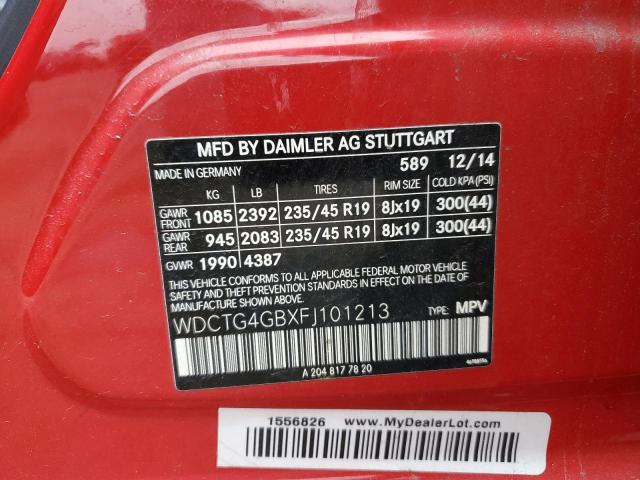 MFD BY DAIMLER AG STUTTGART
MADE IN GERMANY 589 12/14
KG LB TIRES RIM SIZE COLD KPA(PSI)
GAWR FRONT 1085 2392 235/45 R19 8Jx19 300(44)
GAWR REAR 945 2083 235/45 R19 8Jx19 300(44)
GVWR 1990 4387
THIS VEHICLE CONFORMS TO ALL APPLICABLE FEDERAL MOTOR VEHICLE
SAFETY, BUMPER, AND THEFT PREVENTION STANDARDS IN EFFECT ON THE DATE OF
MANUFACTURE SHOWN ABOVE.
WDCTG4GBXFJ101213 TYPE: MPV
A 204 817 78 20
1556826 www.MyDealerLot.com